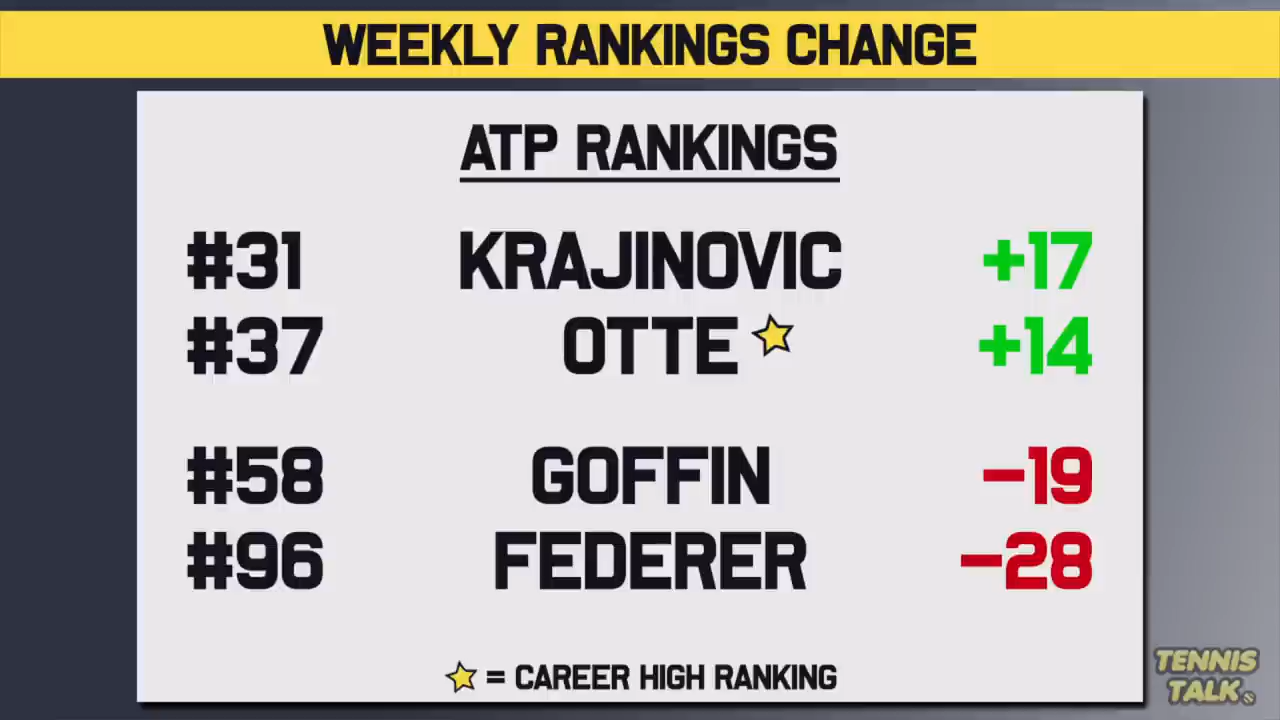 WEEKLY RANKINGS CHANGE
ATP RANKINGS
#31 KRAJINOVIC +17
#37 OTTE +14
#58 GOFFIN -19
#96 FEDERER -28
= CAREER HIGH RANKING
TENNIS
TALK